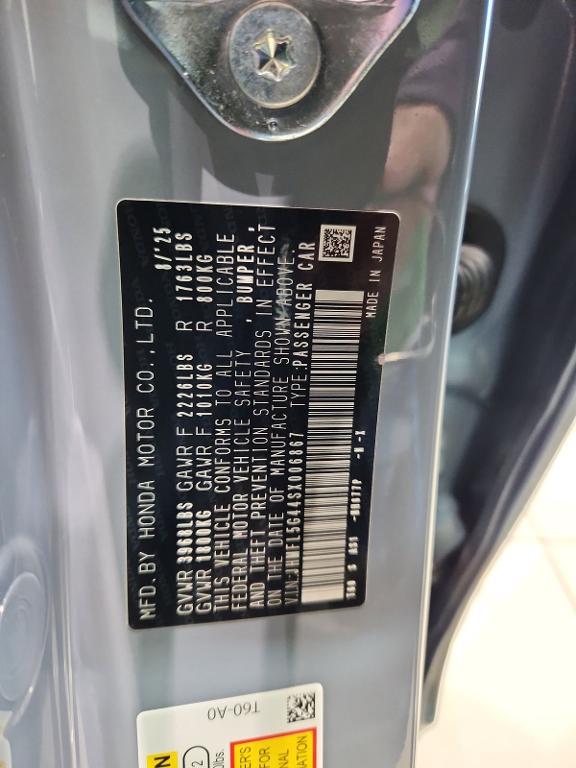 MFD. BY HONDA MOTOR CO., LTD. 8/'25
GVWR 3968LBS GAWR F 2226LBS R 1763LBS
GVWR 1800KG GAWR F 1010KG R 800KG
THIS VEHICLE CONFORMS TO ALL APPLICABLE
FEDERAL MOTOR VEHICLE SAFETY , BUMPER ,
AND THEFT PREVENTION STANDARDS IN EFFECT
ON THE DATE OF MANUFACTURE SHOWN ABOVE.
TYPE:PASSENGER CAR
MADE IN JAPAN
T60-A0